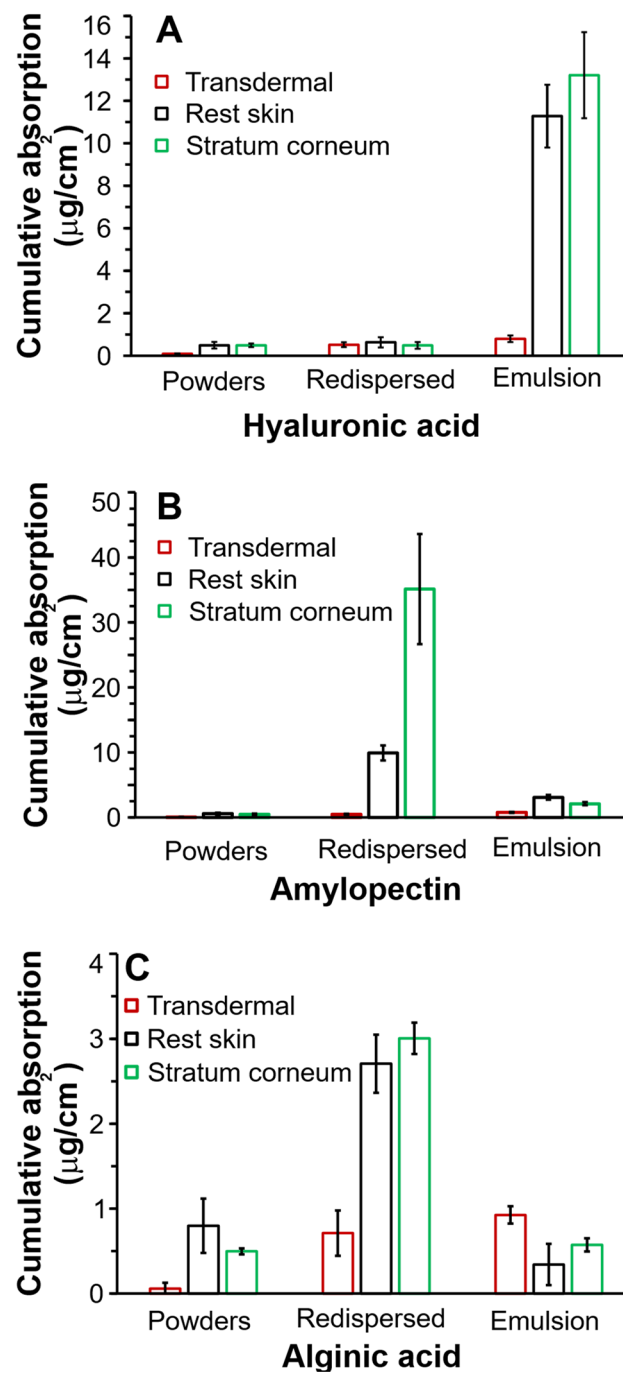 A
Transdermal
Rest skin
Stratum corneum
Cumulative absorption
(µg/cm²)
16
14
12
10
8
6
4
2
0
Powders Redispersed Emulsion
Hyaluronic acid
B
Transdermal
Rest skin
Stratum corneum
Cumulative absorption
(µg/cm²)
50
40
30
20
10
0
Powders Redispersed Emulsion
Amylopectin
C
Transdermal
Rest skin
Stratum corneum
Cumulative absorption
(µg/cm²)
4
3
2
1
0
Powders Redispersed Emulsion
Alginic acid